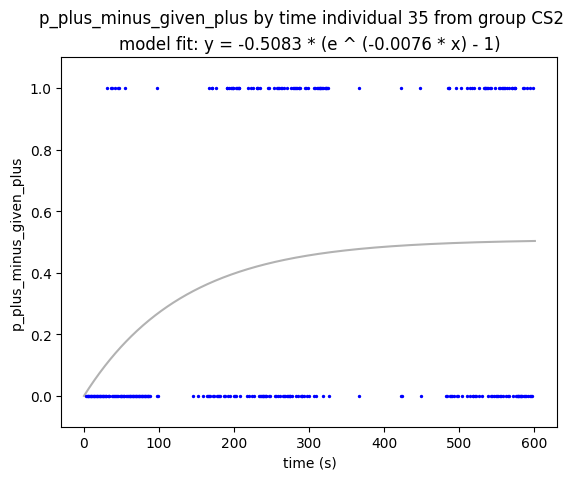 p_plus_minus_given_plus by time individual 35 from group CS2
model fit: y = -0.5083 * (e ^ (-0.0076 * x) - 1)
p_plus_minus_given_plus
1.0
0.8
0.6
0.4
0.2
0.0
0 100 200 300 400 500 600
time (s)